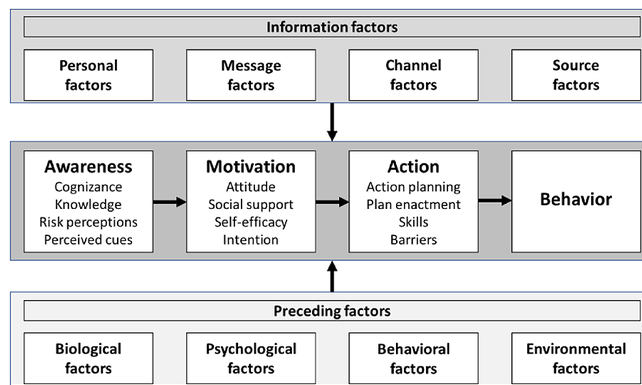 Information factors
Personal
factors
Message
factors
Channel
factors
Source
factors
Awareness
Cognizance
Knowledge
Risk perceptions
Perceived cues
Motivation
Attitude
Social support
Self-efficacy
Intention
Action
Action planning
Plan enactment
Skills
Barriers
Behavior
Preceding factors
Biological
factors
Psychological
factors
Behavioral
factors
Environmental
factors